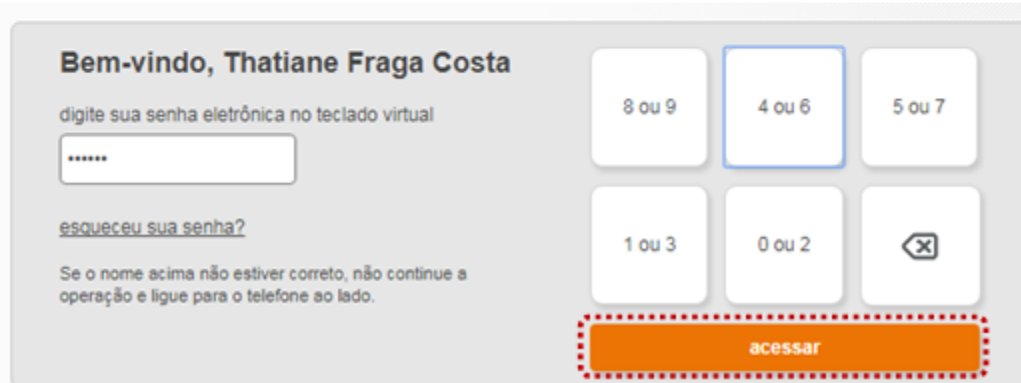 Bem-vindo, Thatiane Fraga Costa
digite sua senha eletrônica no teclado virtual
••••••
esqueceu sua senha?
Se o nome acima não estiver correto, não continue a
operação e ligue para o telefone ao lado.
8 ou 9
4 ou 6
5 ou 7
1 ou 3
0 ou 2
acessar